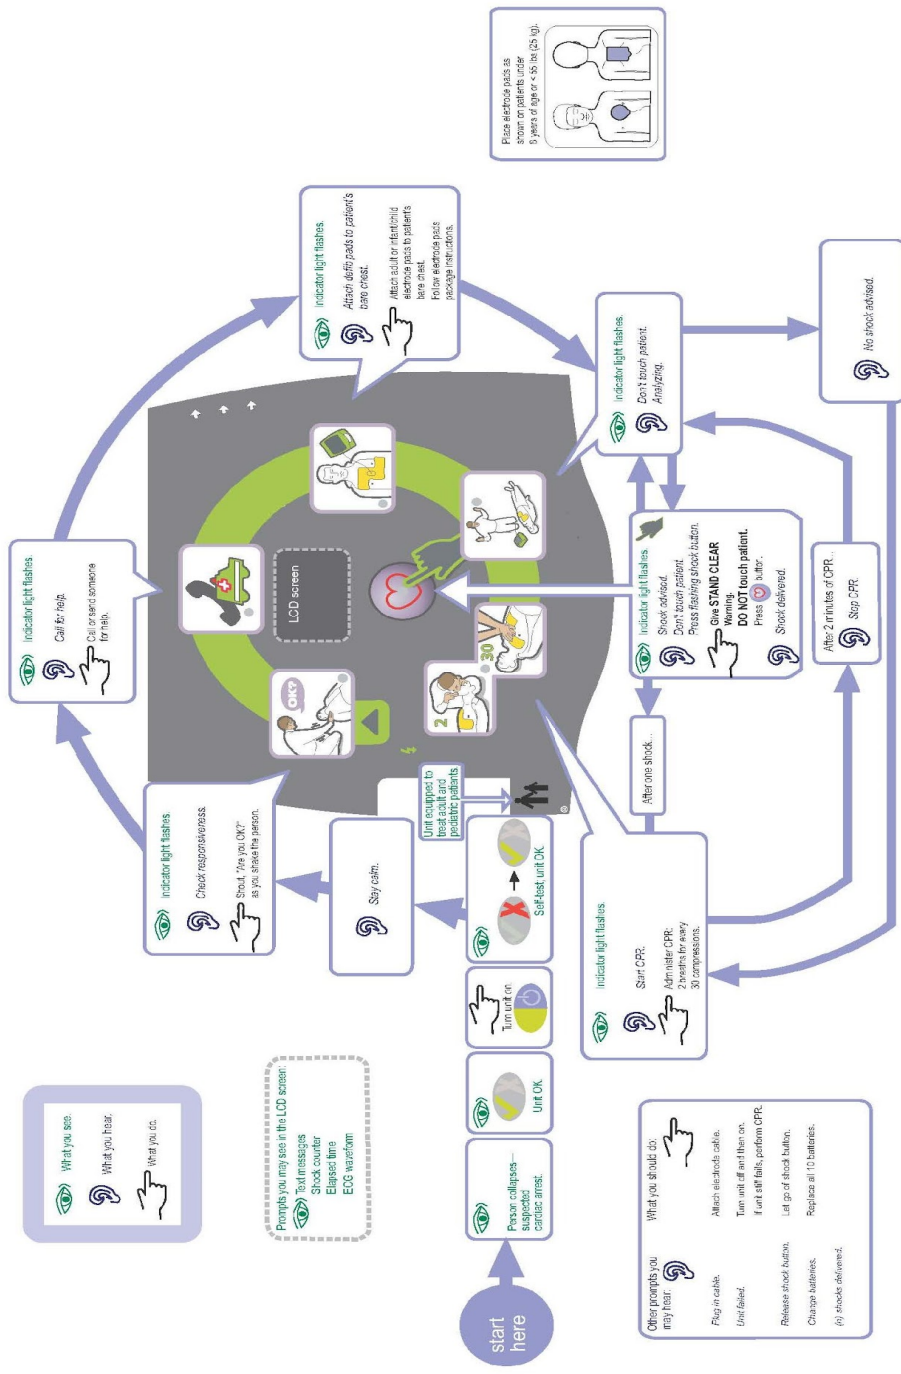 What you see.
What you hear.
What you do.
Prompts you may see in the LCD screen:
Text messages
Shock counter
Elapsed time
ECG waveform
start
here
Person collapses—
suspected
cardiac arrest.
Unit OK.
Turn unit on.
Self-test, unit OK.
Unit equipped to
treat adult and
pediatric patients
Stay calm.
Indicator light flashes.
Check responsiveness.
Shout, "Are you OK?"
as you shake the person.
Indicator light flashes.
Call for help.
Call or send someone
for help.
Indicator light flashes.
Attach defib pads to patient's
bare chest.
Attach adult or infant/child
electrode pads to patient's
bare chest.
Follow electrode pads
package instructions.
OK?
LCD screen
2
30
Indicator light flashes.
Don't touch patient.
Analyzing.
Indicator light flashes.
Shock advised.
Don't touch patient.
Press flashing shock button.
Give STAND CLEAR
Warning.
DO NOT touch patient.
Press button.
Shock delivered.
No shock advised.
After one shock...
Indicator light flashes.
Start CPR.
Administer CPR:
2 breaths for every
30 compressions.
After 2 minutes of CPR...
Stop CPR.
Place electrode pads as
shown on patients under
8 years of age or < 55 lbs (25 kg).
Other prompts you
may hear:
What you should do:
Plug in cable.
Attach electrode cable.
Unit failed.
Turn unit off and then on.
If unit still fails, perform CPR.
Release shock button.
Let go of shock button.
Change batteries.
Replace all 10 batteries.
(n) shocks delivered.